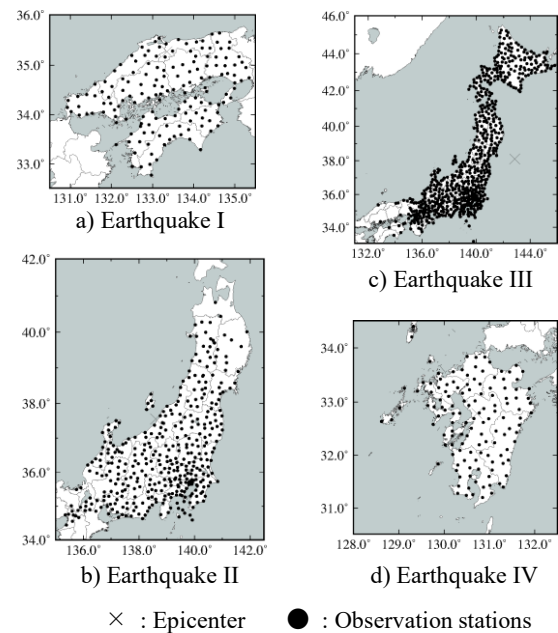 36.0˚
35.0˚
34.0˚
33.0˚
131.0˚ 132.0˚ 133.0˚ 134.0˚ 135.0˚
a) Earthquake I
46.0˚
44.0˚
42.0˚
40.0˚
38.0˚
36.0˚
34.0˚
132.0˚ 136.0˚ 140.0˚ 144.0˚
c) Earthquake III
42.0˚
40.0˚
38.0˚
36.0˚
34.0˚
136.0˚ 138.0˚ 140.0˚ 142.0˚
b) Earthquake II
34.0˚
33.0˚
32.0˚
31.0˚
128.0˚ 129.0˚ 130.0˚ 131.0˚ 132.0˚
d) Earthquake IV
× : Epicenter ● : Observation stations